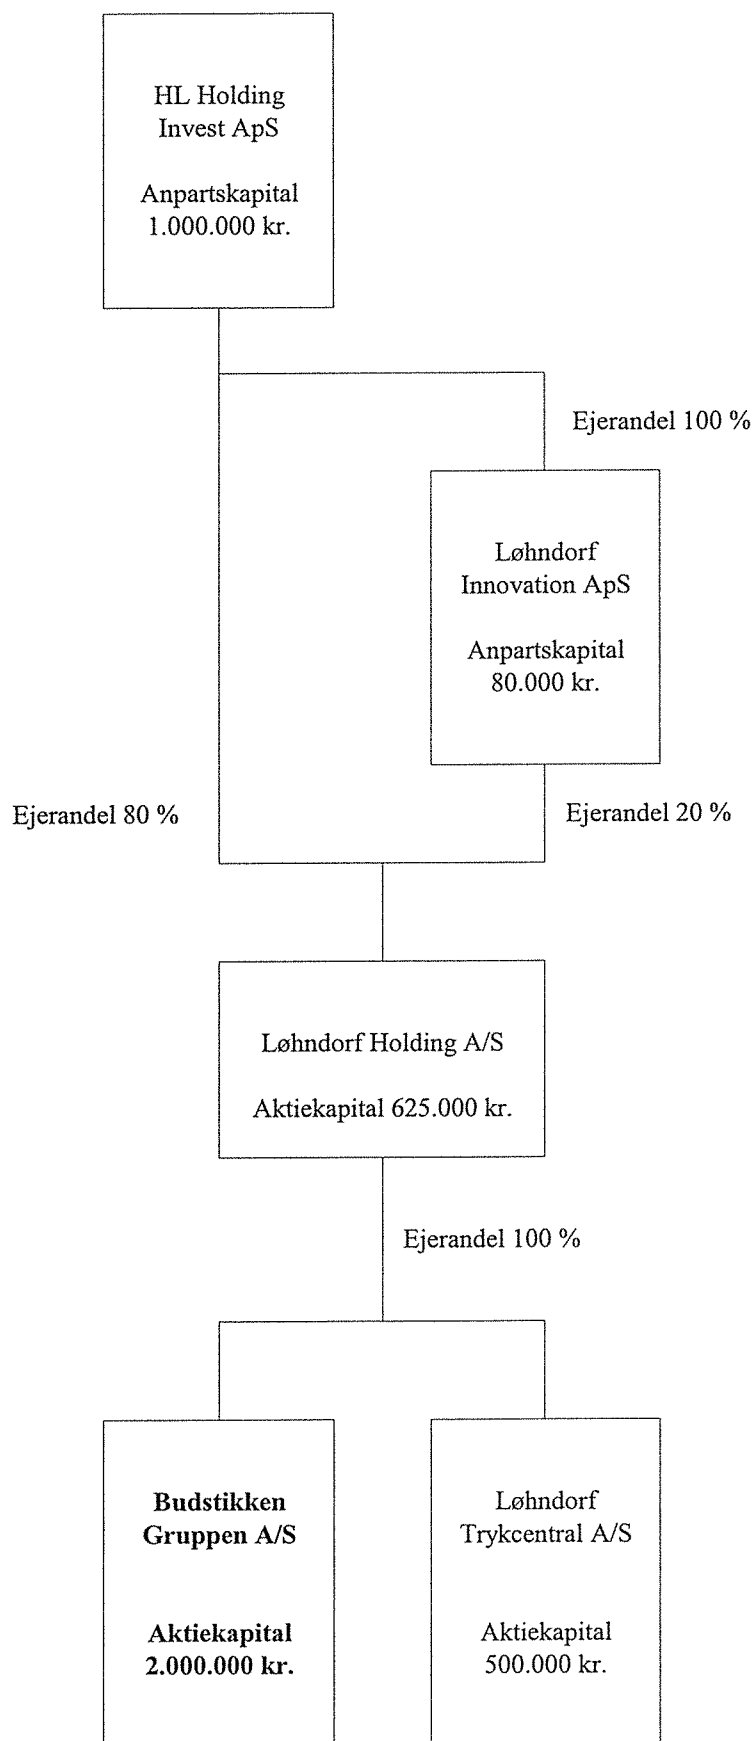 HL Holding
Invest ApS
Anpartskapital
1.000.000 kr.
Ejerandel 100 %
Løhndorf
Innovation ApS
Anpartskapital
80.000 kr.
Ejerandel 80 %
Ejerandel 20 %
Løhndorf Holding A/S
Aktiekapital 625.000 kr.
Ejerandel 100 %
Budstikken
Gruppen A/S
Aktiekapital
2.000.000 kr.
Løhndorf
Trykcentral A/S
Aktiekapital
500.000 kr.